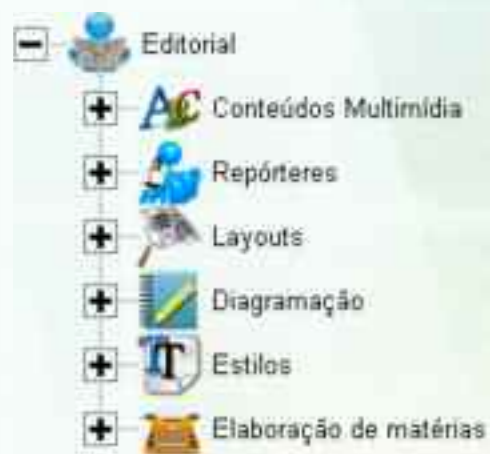 Editorial
Conteúdos Multimídia
Repórteres
Layouts
Diagramação
Estilos
Elaboração de matérias